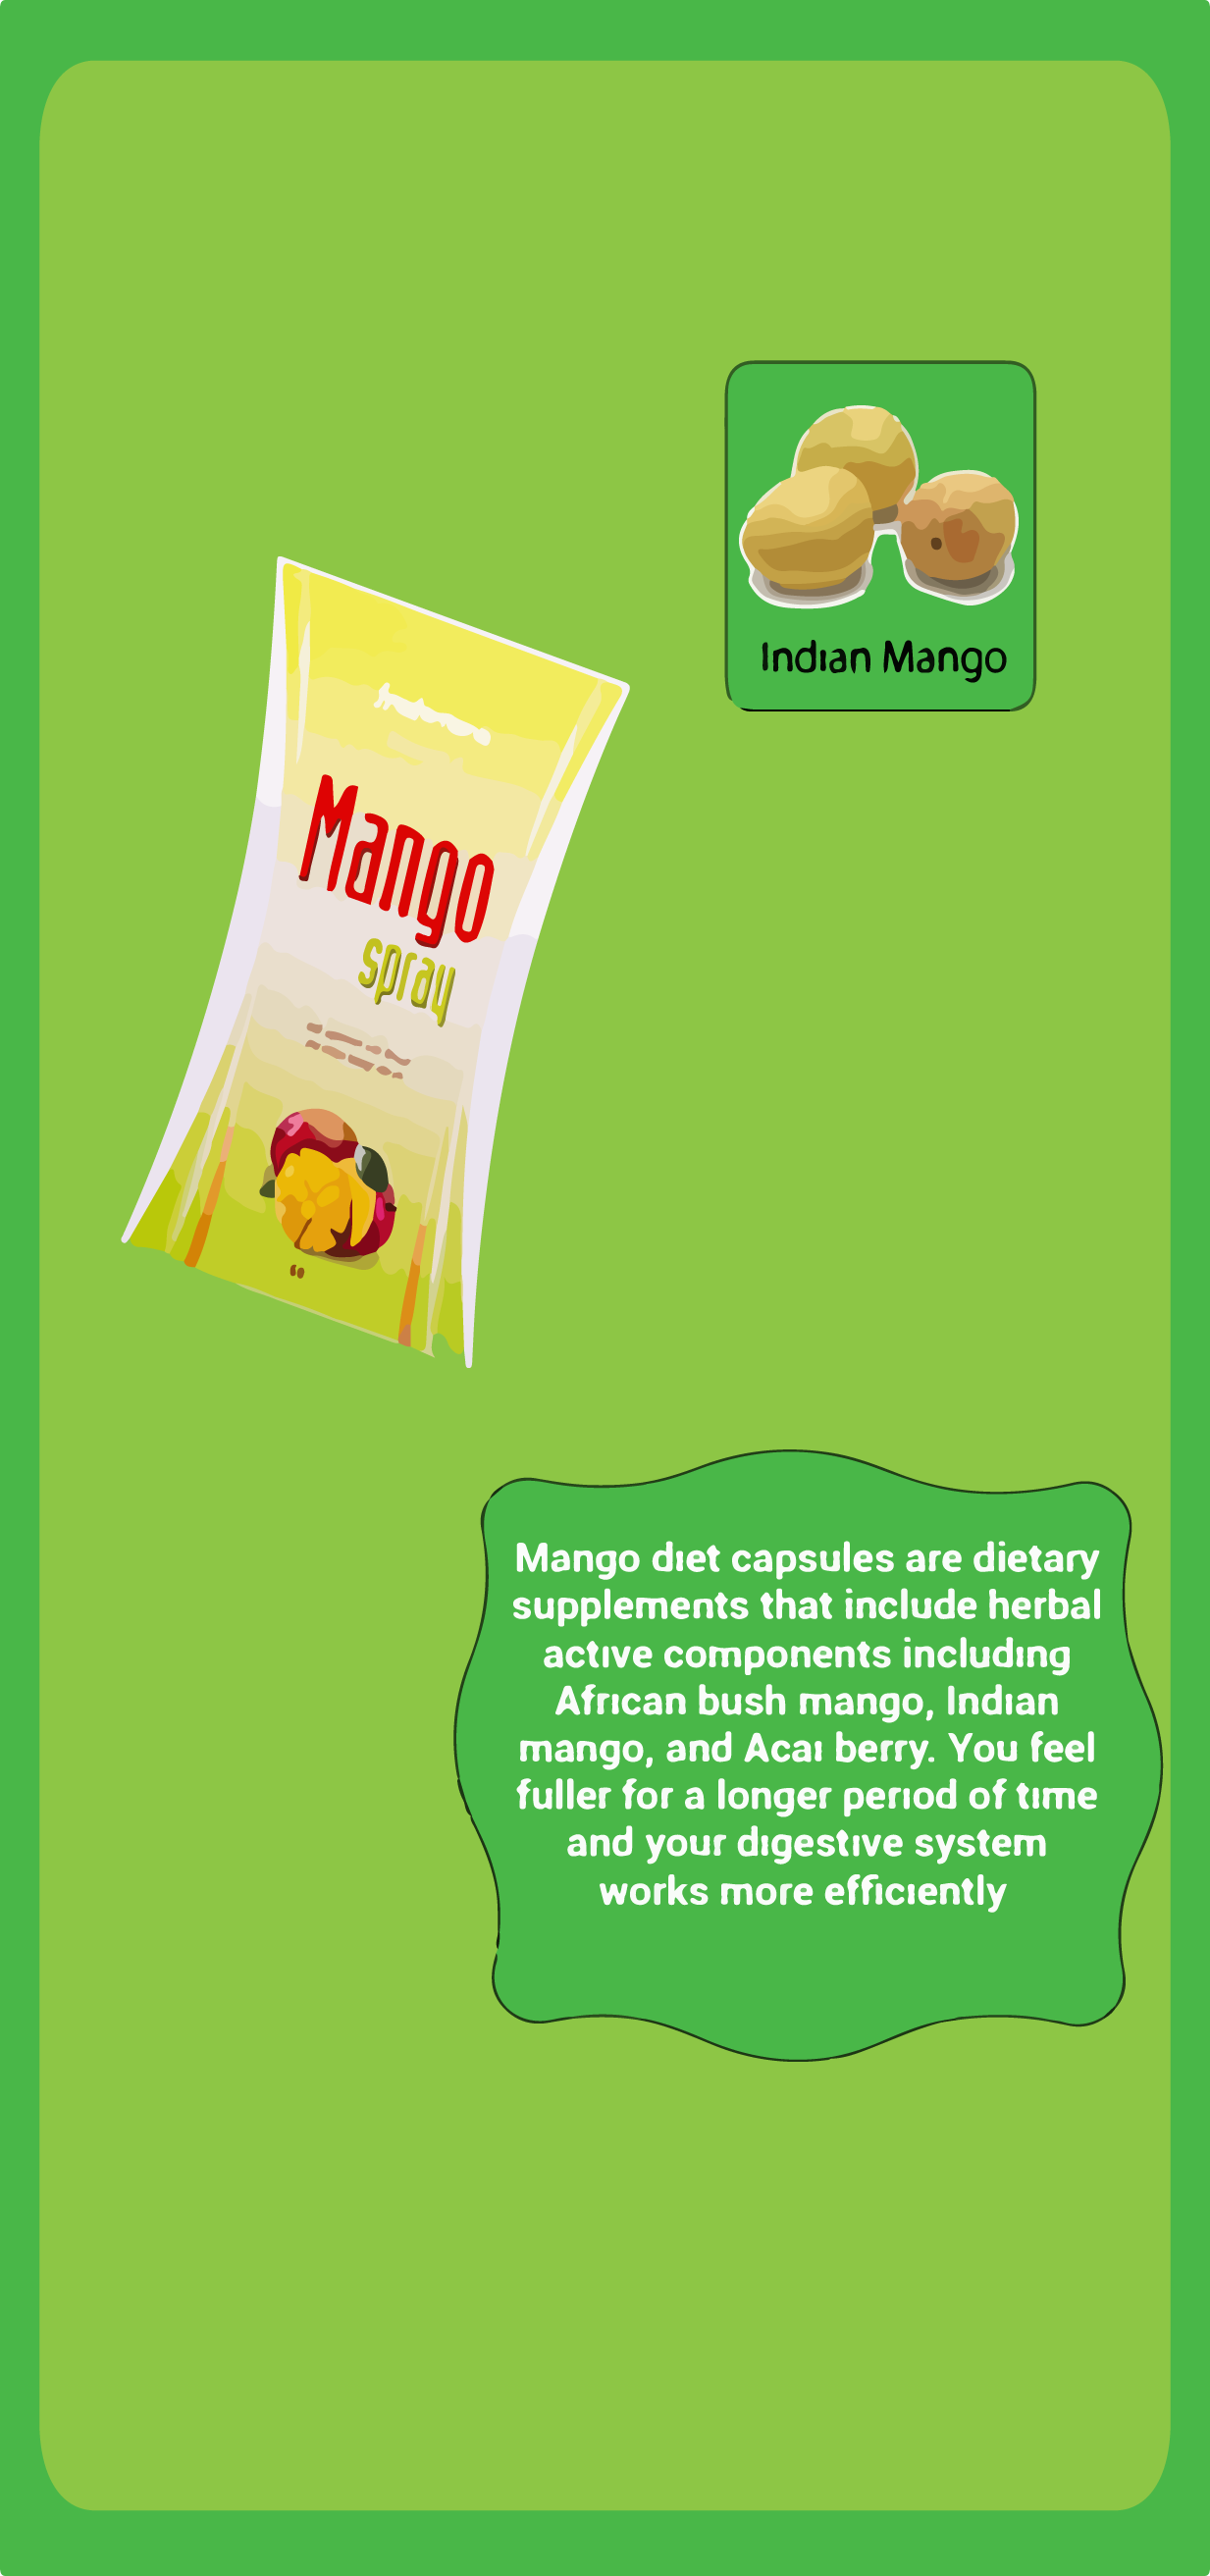 Indian Mango
Mango
spray
Mango diet capsules are dietary
supplements that include herbal
active components including
African bush mango, Indian
mango, and Acai berry. You feel
fuller for a longer period of time
and your digestive system
works more efficiently